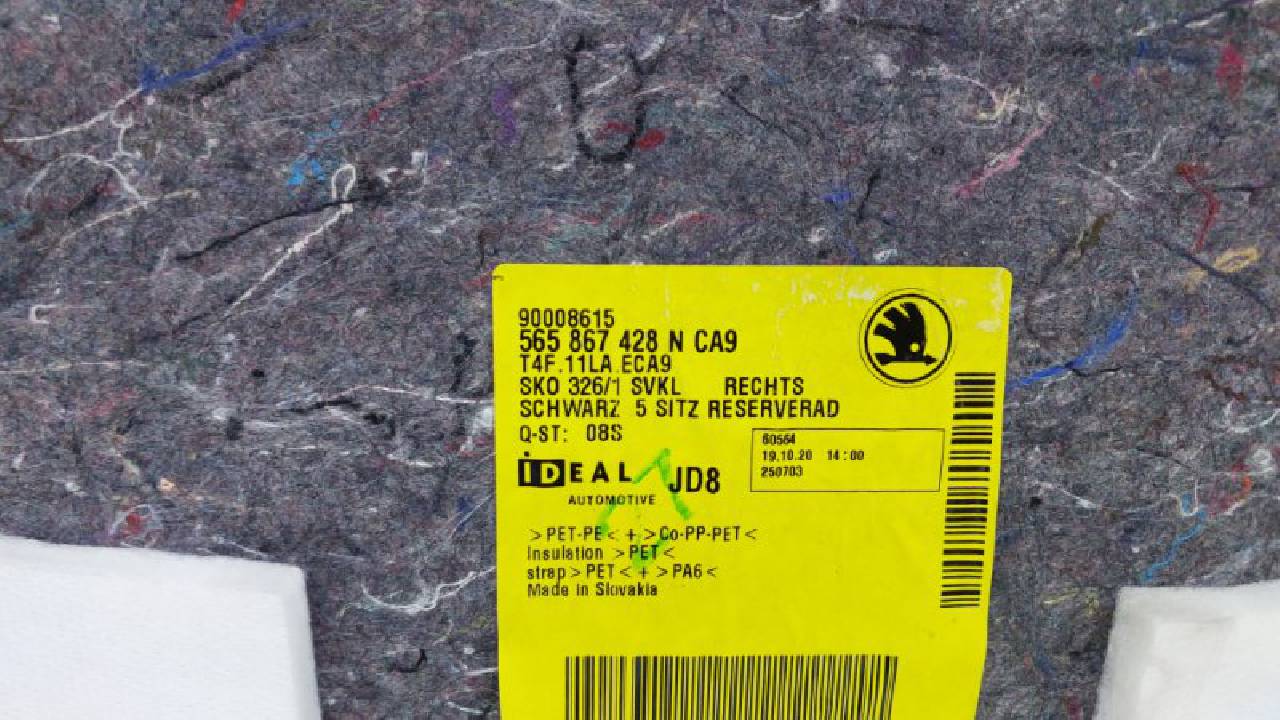 90008615
565 867 428 N CA9
T4F.11LA.ECA9
SKO 326/1 SVKL RECHTS
SCHWARZ 5 SITZ RESERVERAD
Q-ST: 08S
60564
19.10.20 14:00
250703
IDEAL JD8
AUTOMOTIVE
>PET-PE< + >Co-PP-PET<
Insulation >PET<
strap> PET< + >PA6<
Made in Slovakia